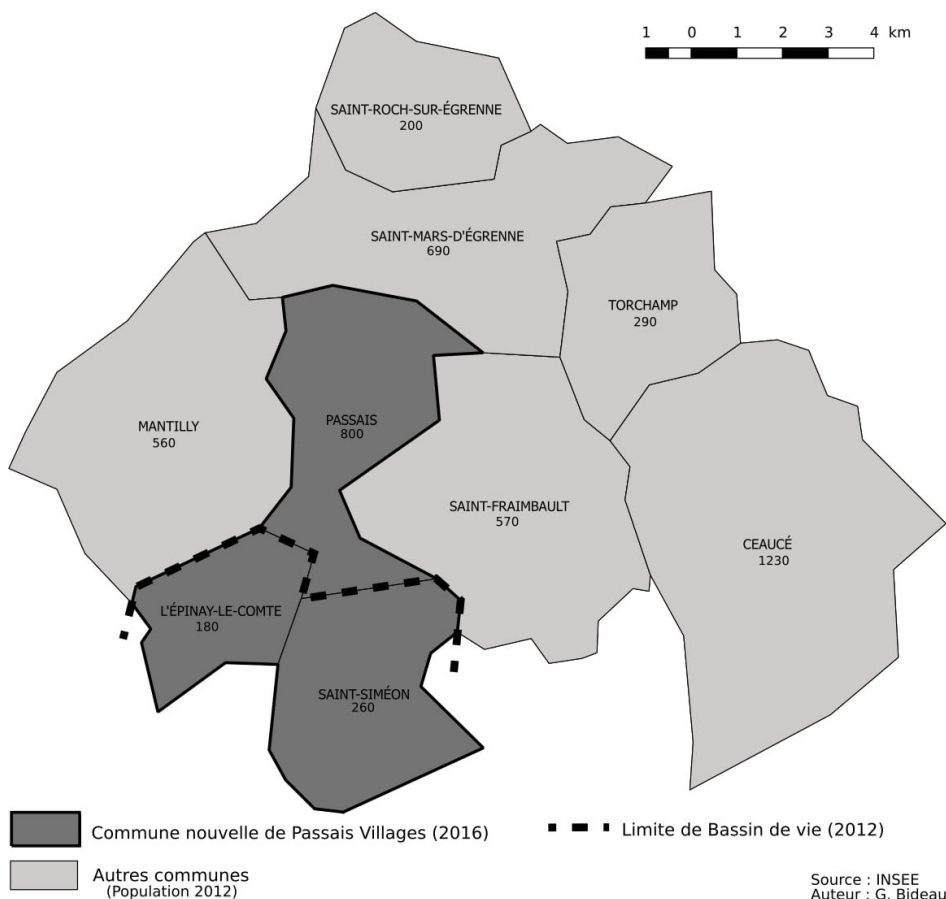 1 0 1 2 3 4 km
SAINT-ROCH-SUR-ÉGRENNE
200
SAINT-MARS-D'ÉGRENNE
690
TORCHAMP
290
MANTILLY
560
PASSAIS
800
SAINT-FRAIMBAULT
570
CEAUCÉ
1230
L'ÉPINAY-LE-COMTE
180
SAINT-SIMÉON
260
Commune nouvelle de Passais Villages (2016)
Limite de Bassin de vie (2012)
Autres communes
(Population 2012)
Source : INSEE
Auteur : G. Bideau